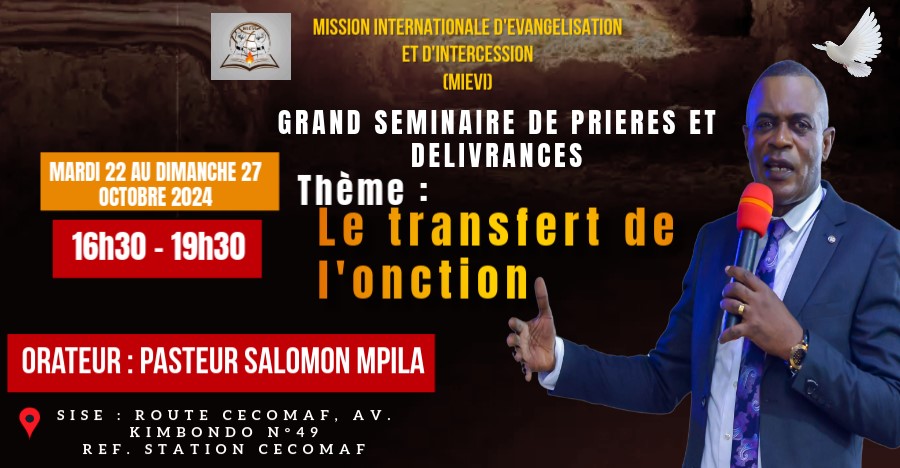 MISSION INTERNATIONALE D'EVANGELISATION
ET D'INTERCESSION
(MIEVI)
GRAND SEMINAIRE DE PRIERES ET
DELIVRANCES
MARDI 22 AU DIMANCHE 27
OCTOBRE 2024
16h30 - 19h30
Thème :
Le transfert de
l'onction
ORATEUR : PASTEUR SALOMON MPILA
SISE : ROUTE CECOMAF, AV.
KIMBONDO N°49
REF. STATION CECOMAF